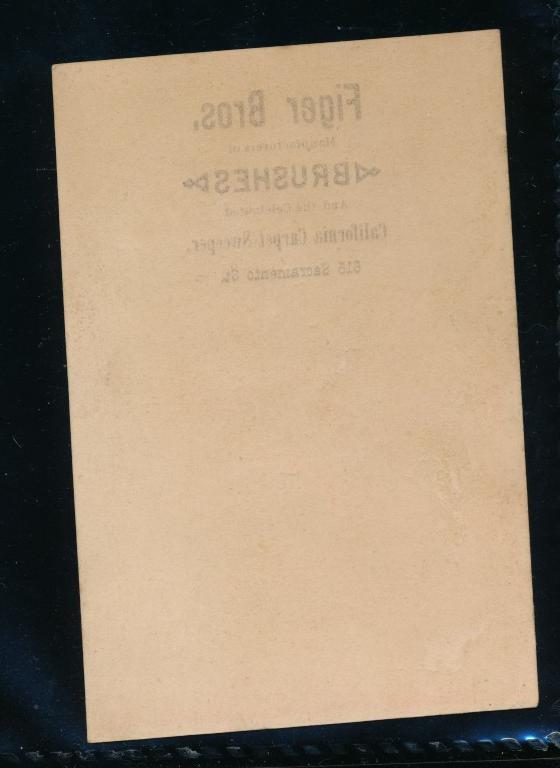 Figer Bros.
Manufacturers of
BRUSHES
And the Celebrated
California Carpet Sweeper,
615 Sacramento St.